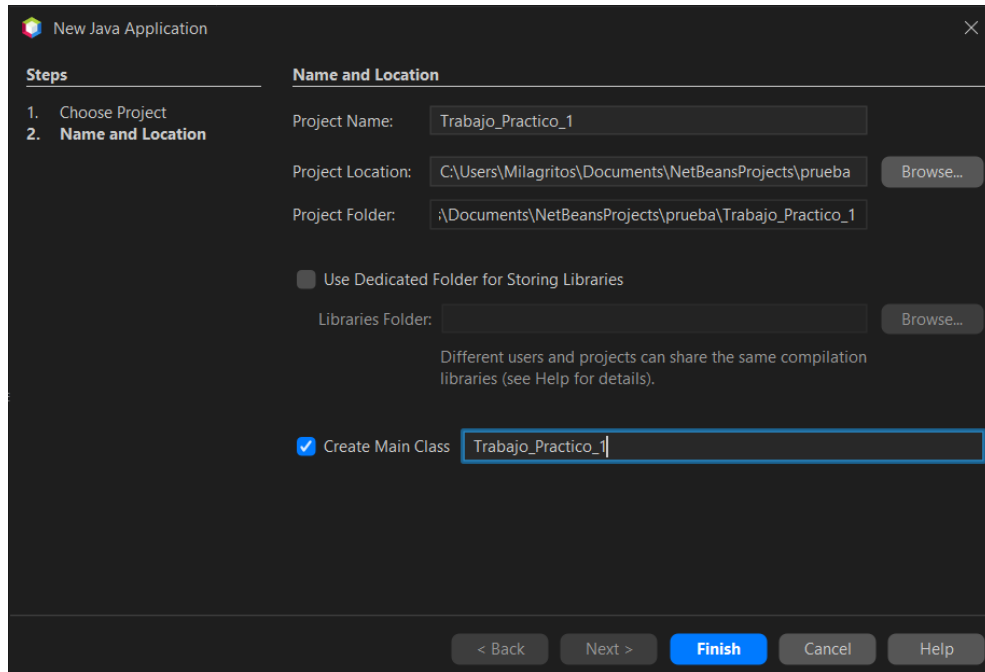 New Java Application
Steps
1. Choose Project
2. Name and Location
Name and Location
Project Name: Trabajo_Practico_1
Project Location: C:\Users\Milagritos\Documents\NetBeansProjects\prueba Browse...
Project Folder: \Documents\NetBeansProjects\prueba\Trabajo_Practico_1
Use Dedicated Folder for Storing Libraries
Libraries Folder: Browse...
Different users and projects can share the same compilation
libraries (see Help for details).
Create Main Class Trabajo_Practico_1
< Back Next > Finish Cancel Help